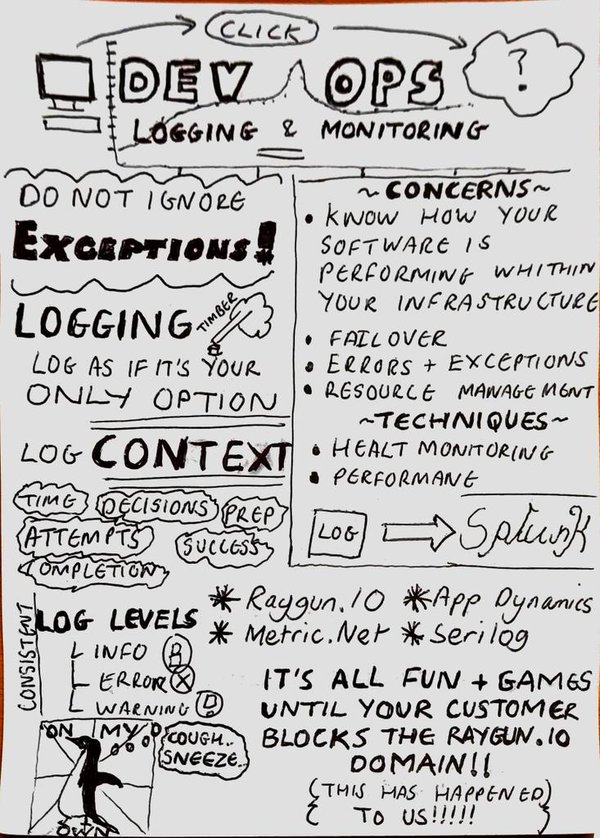 CLICK
DEV OPS
?
LOGGING & MONITORING
DO NOT IGNORE
EXCEPTIONS!
LOGGING
TIMBER
LOG AS IF IT'S YOUR
ONLY OPTION
LOG CONTEXT
TIME
DECISIONS
PREP
ATTEMPTS
SUCCESS
COMPLETION
~CONCERNS~
• KNOW HOW YOUR
SOFTWARE IS
PERFORMING WHITHIN
YOUR INFRASTRUCTURE
• FAILOVER
• ERRORS + EXCEPTIONS
• RESOURCE MANAGEMENT
~TECHNIQUES~
• HEALT MONITORING
• PERFORMANE
LOG
Splunk
CONSISTENT
LOG LEVELS
INFO
ERROR X
WARNING
* Raygun.IO * App Dynamics
* Metric.Net * Serilog
ON MY
OWN
COUGH..
SNEEZE..
IT'S ALL FUN + GAMES
UNTIL YOUR CUSTOMER
BLOCKS THE RAYGUN.IO
DOMAIN!!
(THIS HAS HAPPENED)
TO US!!!!!